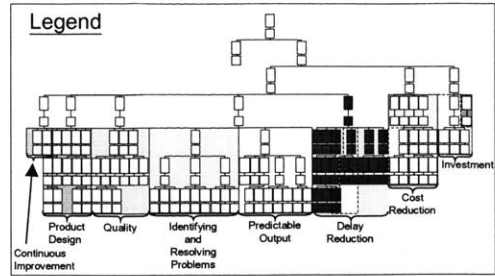 Legend
Investment
Cost
Reduction
Product
Design
Quality
Identifying
and
Resolving
Problems
Predictable
Output
Delay
Reduction
Continuous
Improvement